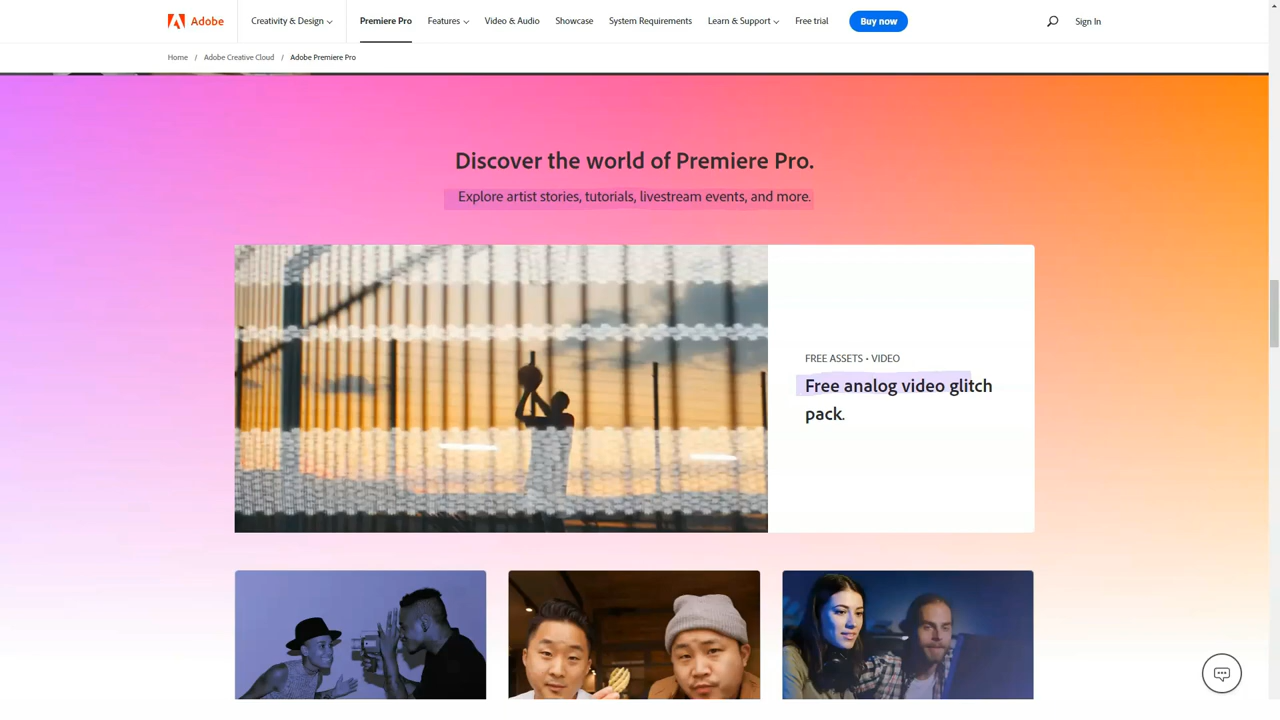 Adobe
Creativity & Design
Premiere Pro
Features
Video & Audio
Showcase
System Requirements
Learn & Support
Free trial
Buy now
Sign In
Home / Adobe Creative Cloud / Adobe Premiere Pro
Discover the world of Premiere Pro.
Explore artist stories, tutorials, livestream events, and more.
FREE ASSETS • VIDEO
Free analog video glitch
pack.